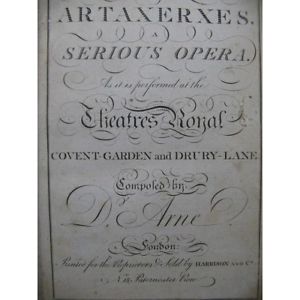 ARTAXERXES.
A
SERIOUS OPERA.
As it is performed at the
Theatres Royal
COVENT-GARDEN and DRURY-LANE
Composed by
Dr. Arne
London:
Printed for the Proprietors & Sold by HARRISON AND Co.
No. 18, Paternoster Row